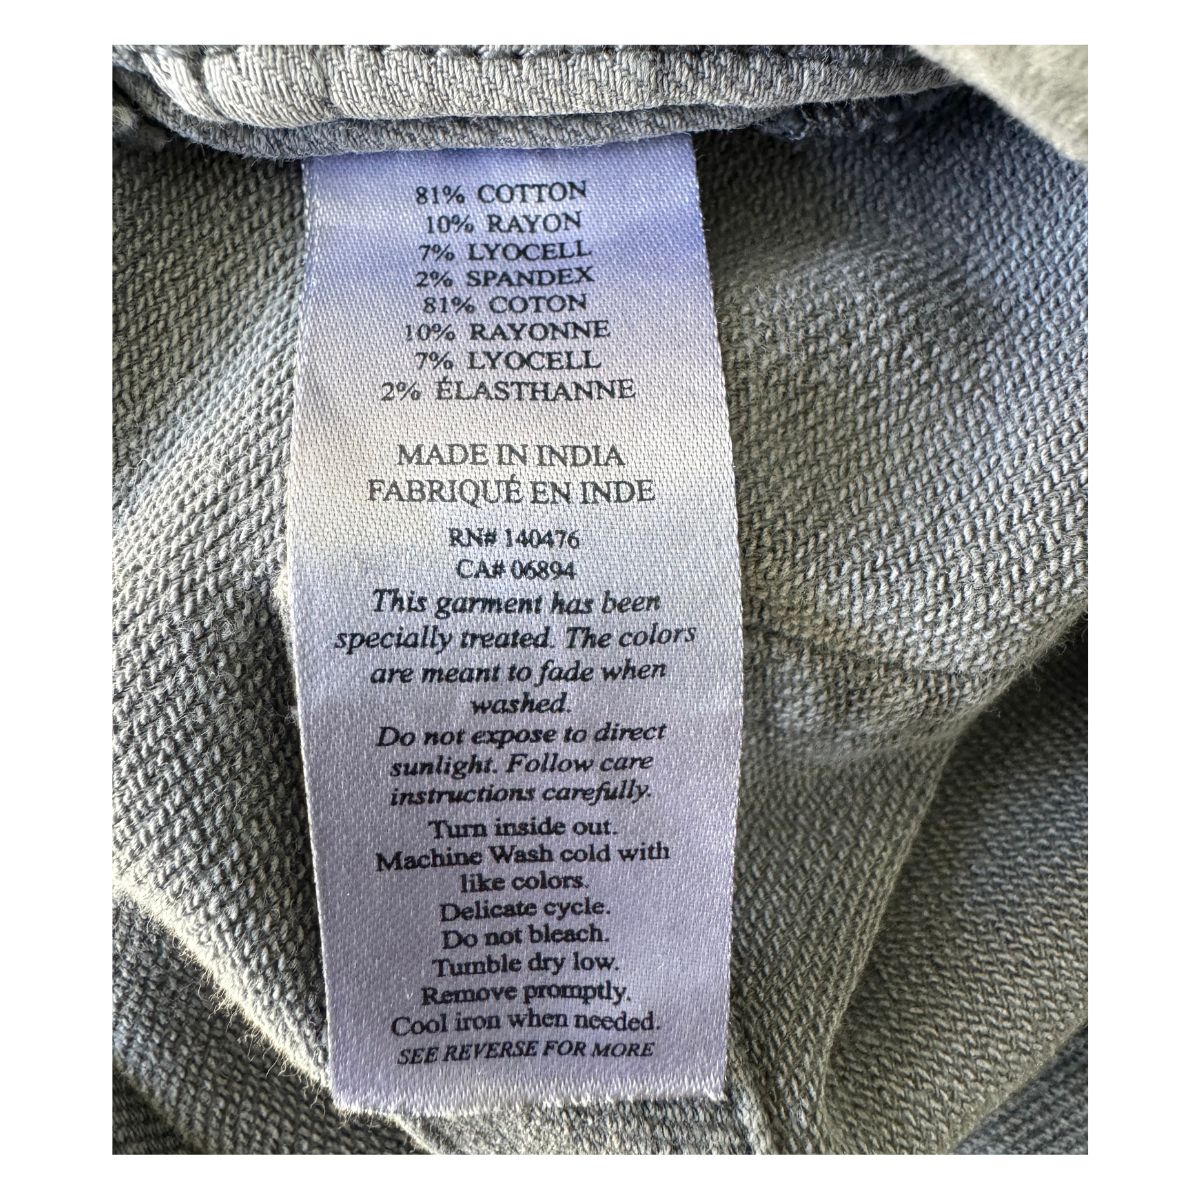 81% COTTON
10% RAYON
7% LYOCELL
2% SPANDEX
81% COTON
10% RAYONNE
7% LYOCELL
2% ÉLASTHANNE
MADE IN INDIA
FABRIQUÉ EN INDE
RN# 140476
CA# 06894
This garment has been
specially treated. The colors
are meant to fade when
washed.
Do not expose to direct
sunlight. Follow care
instructions carefully.
Turn inside out.
Machine Wash cold with
like colors.
Delicate cycle.
Do not bleach.
Tumble dry low.
Remove promptly.
Cool iron when needed.
SEE REVERSE FOR MORE